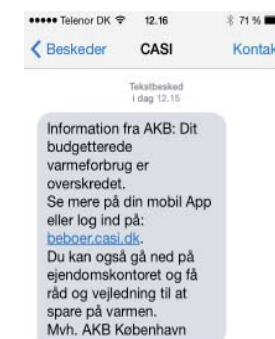 Telenor DK 12.16 71 %
Beskeder CASI Kontak
Tekstbesked
i dag 12.15
Information fra AKB: Dit
budgetterede
varmeforbrug er
overskredet.
Se mere på din mobil App
eller log ind på:
beboer.casi.dk.
Du kan også gå ned på
ejendomskontoret og få
råd og vejledning til at
spare på varmen.
Mvh. AKB København